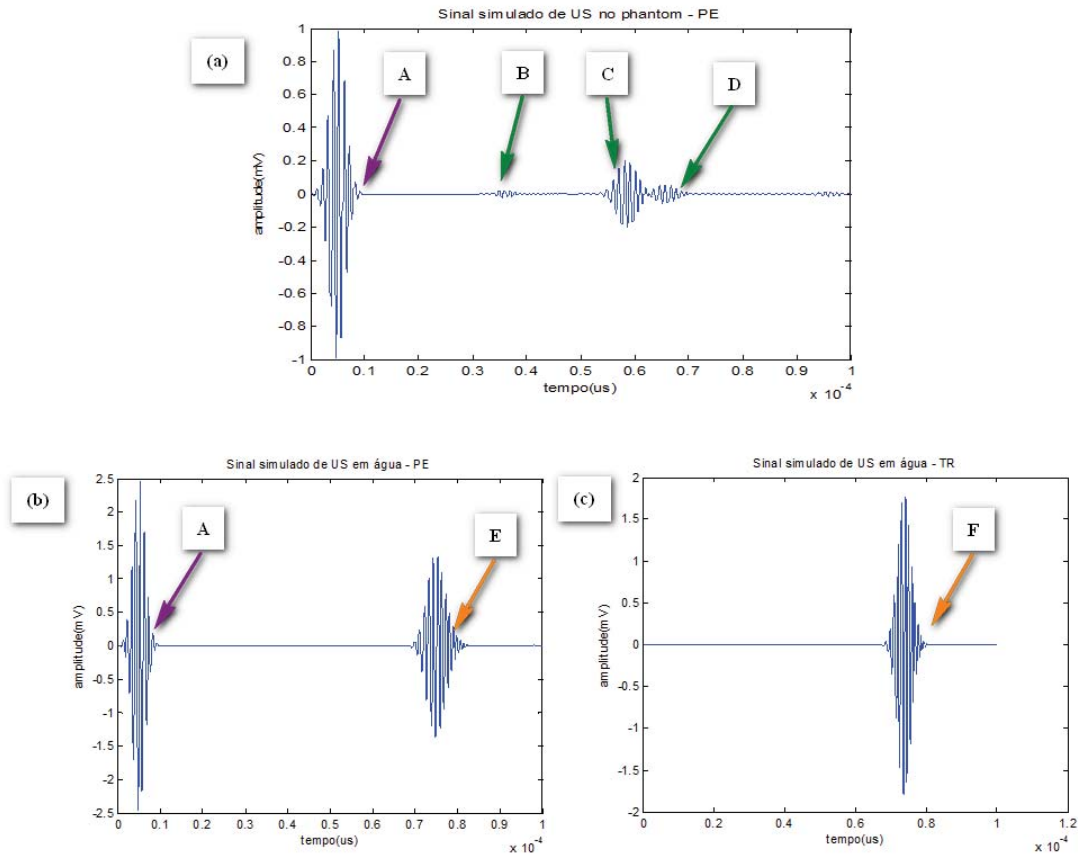 Sinal simulado de US no phantom - PE
(a)
A
B
C
D
amplitude(mV)
1
0.8
0.6
0.4
0.2
0
-0.2
-0.4
-0.6
-0.8
-1
0 0.1 0.2 0.3 0.4 0.5 0.6 0.7 0.8 0.9 1
tempo(us)
x 10-4
Sinal simulado de US em água - PE
(b)
A
E
amplitude(mV)
2.5
2
1.5
1
0.5
0
-0.5
-1
-1.5
-2
-2.5
0 0.1 0.2 0.3 0.4 0.5 0.6 0.7 0.8 0.9 1
tempo(us)
x 10-4
Sinal simulado de US em água - TR
(c)
F
amplitude(mV)
2
1.5
1
0.5
0
-0.5
-1
-1.5
-2
0 0.2 0.4 0.6 0.8 1 1.2
tempo(us)
x 10-4